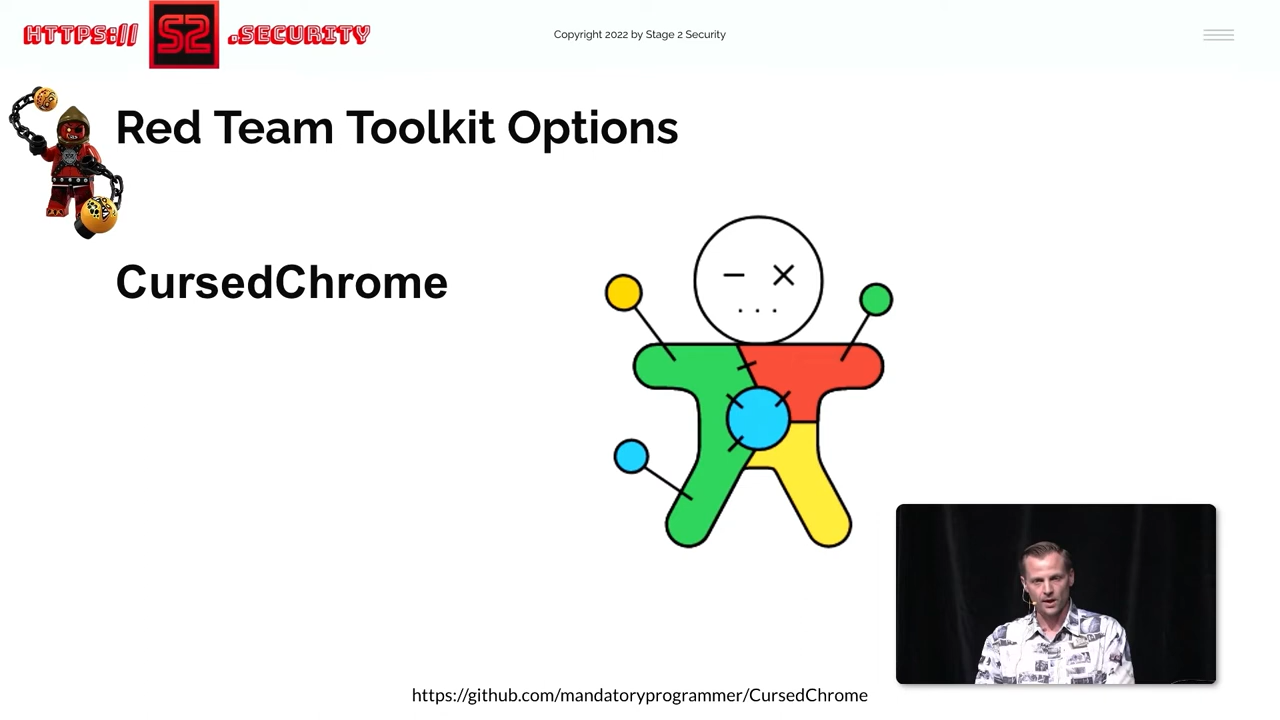 HTTPS://
S2
.SECURITY
Copyright 2022 by Stage 2 Security
Red Team Toolkit Options
CursedChrome
https://github.com/mandatoryprogrammer/CursedChrome